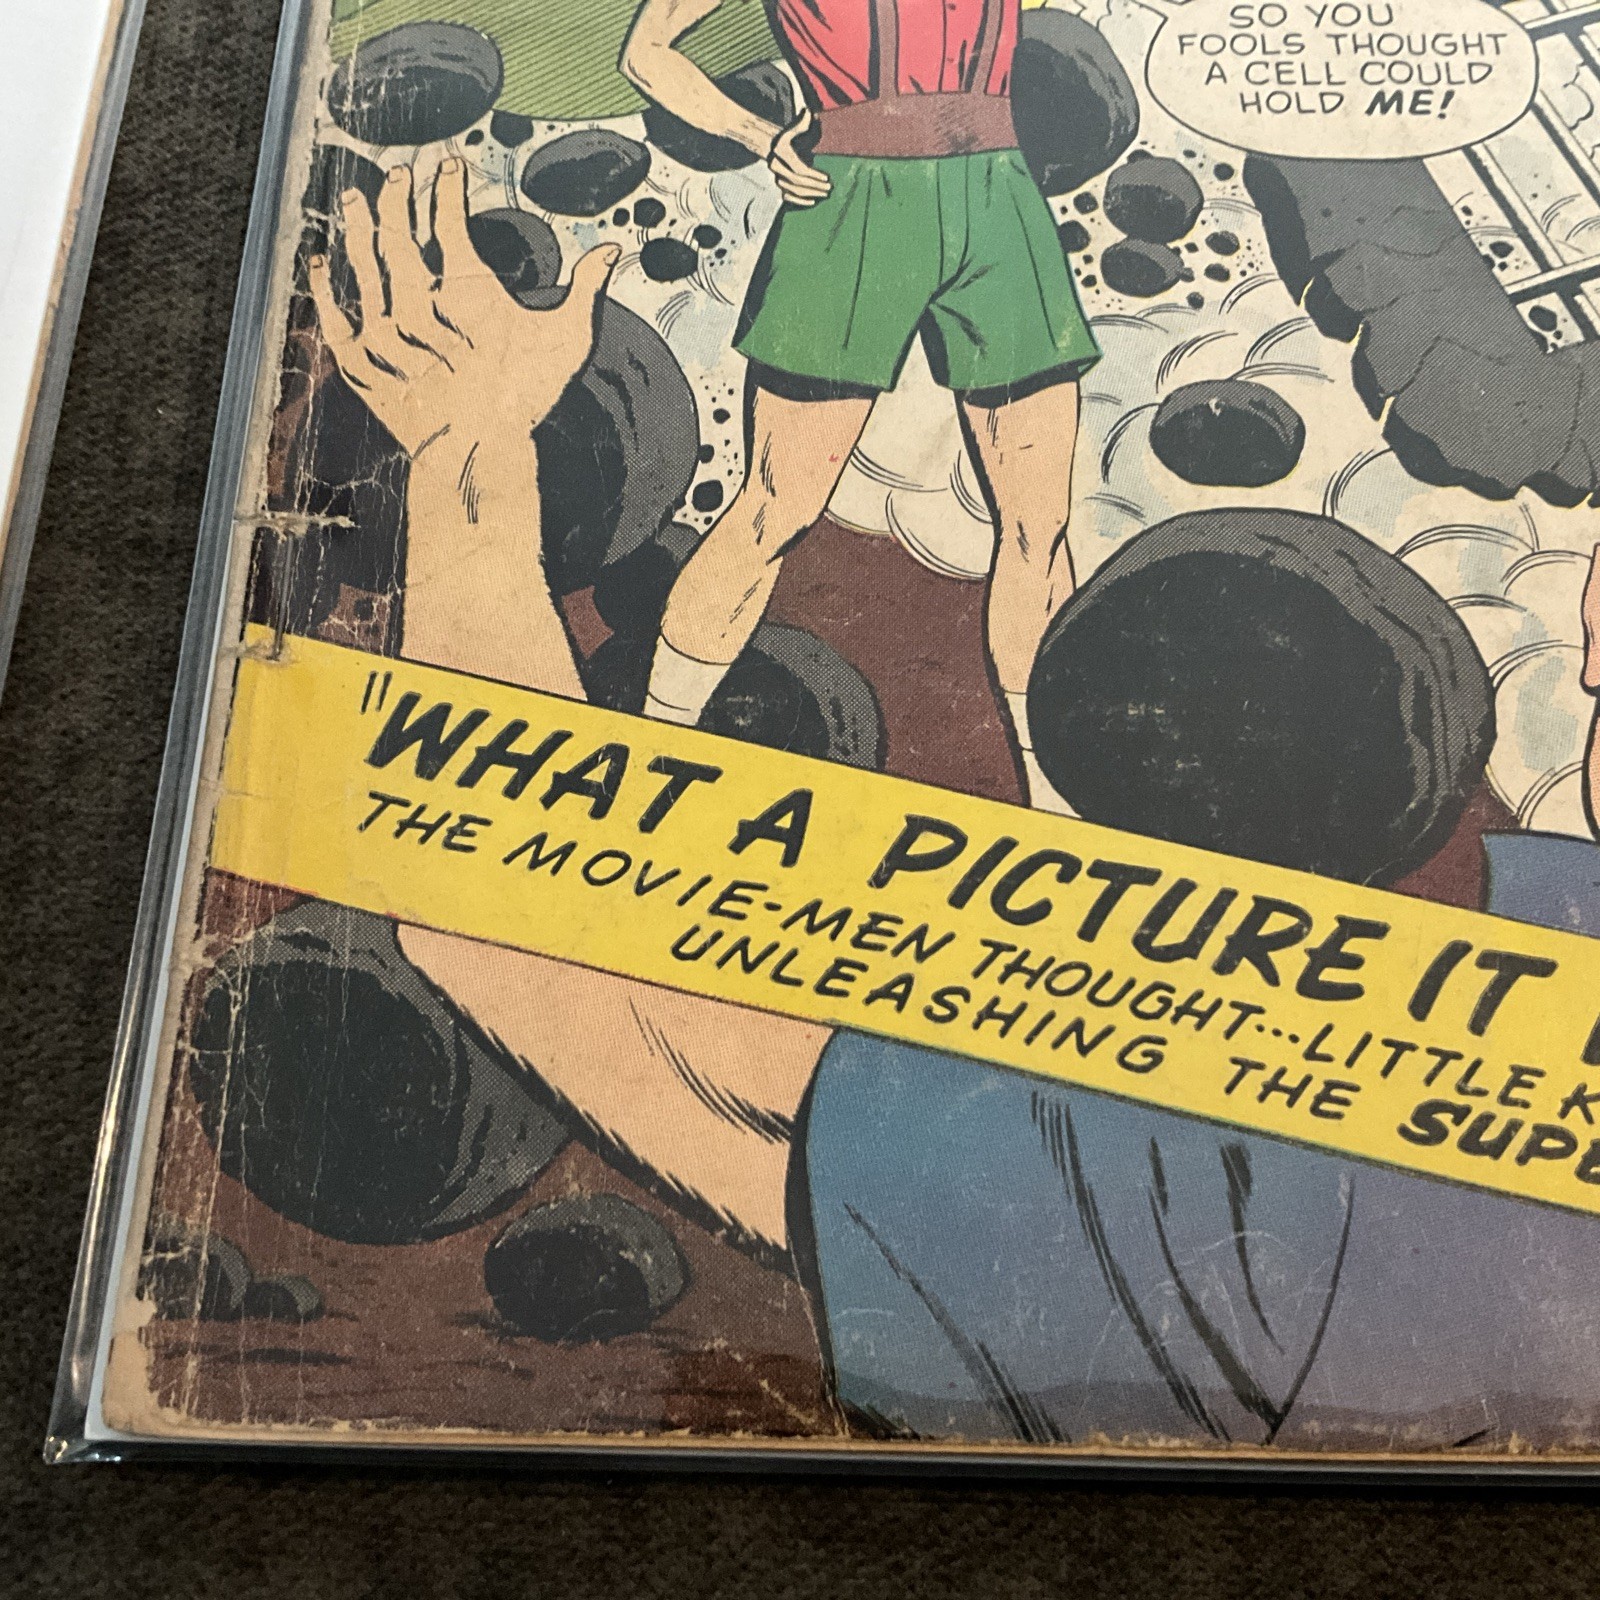 SO YOU
FOOLS THOUGHT
A CELL COULD
HOLD ME!
"WHAT A PICTURE IT
THE MOVIE-MEN THOUGHT...LITTLE
UNLEASHING THE